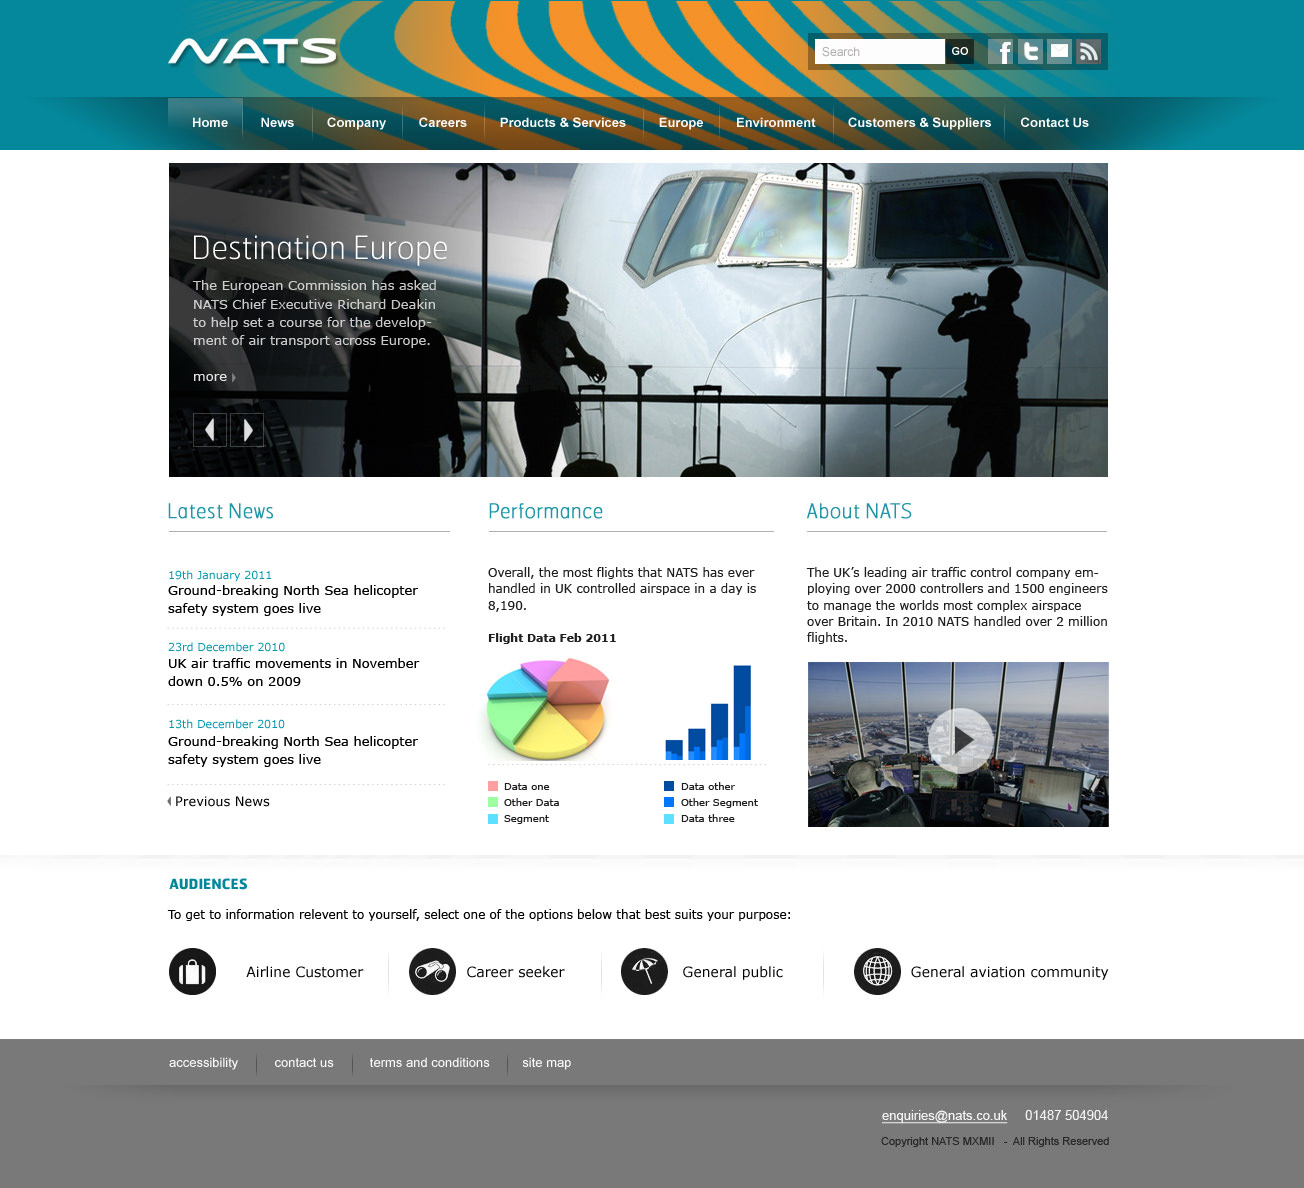 NATS
Search
GO
Home
News
Company
Careers
Products & Services
Europe
Environment
Customers & Suppliers
Contact Us
Destination Europe
The European Commission has asked
NATS Chief Executive Richard Deakin
to help set a course for the develop-
ment of air transport across Europe.
more
Latest News
19th January 2011
Ground-breaking North Sea helicopter
safety system goes live
23rd December 2010
UK air traffic movements in November
down 0.5% on 2009
13th December 2010
Ground-breaking North Sea helicopter
safety system goes live
Previous News
Performance
Overall, the most flights that NATS has ever
handled in UK controlled airspace in a day is
8,190.
Flight Data Feb 2011
Data one
Other Data
Segment
Data other
Other Segment
Data three
About NATS
The UK's leading air traffic control company em-
ploying over 2000 controllers and 1500 engineers
to manage the worlds most complex airspace
over Britain. In 2010 NATS handled over 2 million
flights.
AUDIENCES
To get to information relevent to yourself, select one of the options below that best suits your purpose:
Airline Customer
Career seeker
General public
General aviation community
accessibility
contact us
terms and conditions
site map
enquiries@nats.co.uk 01487 504904
Copyright NATS MXMII - All Rights Reserved